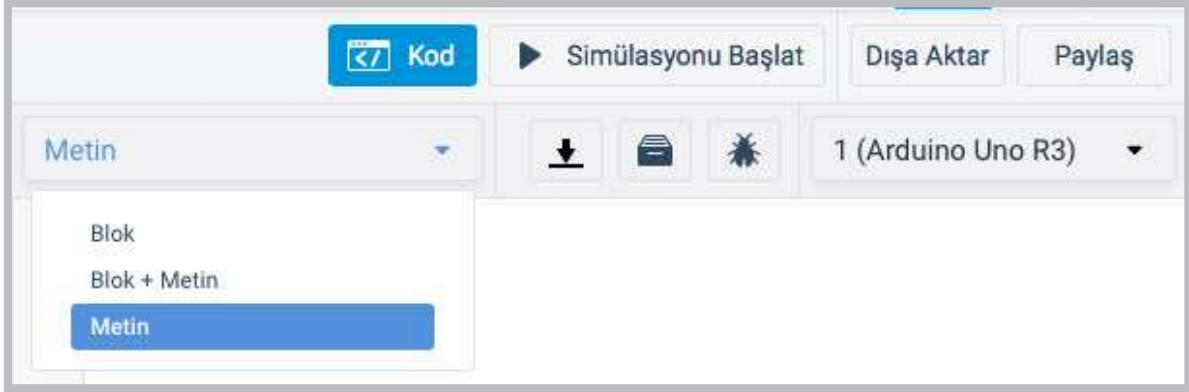 Kod
Simülasyonu Başlat
Dışa Aktar
Paylaş
Metin
1 (Arduino Uno R3)
Blok
Blok + Metin
Metin